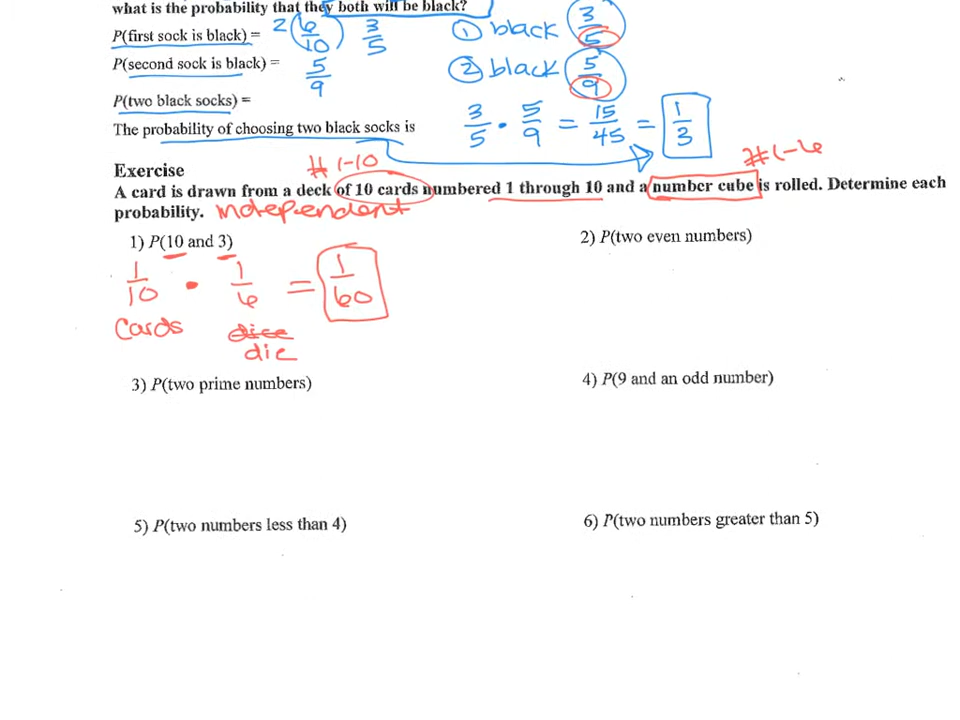 what is the probability that they both will be black?
P(first sock is black) = 2(6/10) 3/5
① black 3/5
P(second sock is black) = 5/9
② black 5/9
P(two black socks) =
3/5 · 5/9 = 15/45 = 1/3
The probability of choosing two black socks is
Exercise
#1-10
#1-6
A card is drawn from a deck of 10 cards numbered 1 through 10 and a number cube is rolled. Determine each
probability. independent
1) P(10 and 3)
2) P(two even numbers)
1/10 · 1/6 = 1/60
Cards dice
die
3) P(two prime numbers)
4) P(9 and an odd number)
5) P(two numbers less than 4)
6) P(two numbers greater than 5)